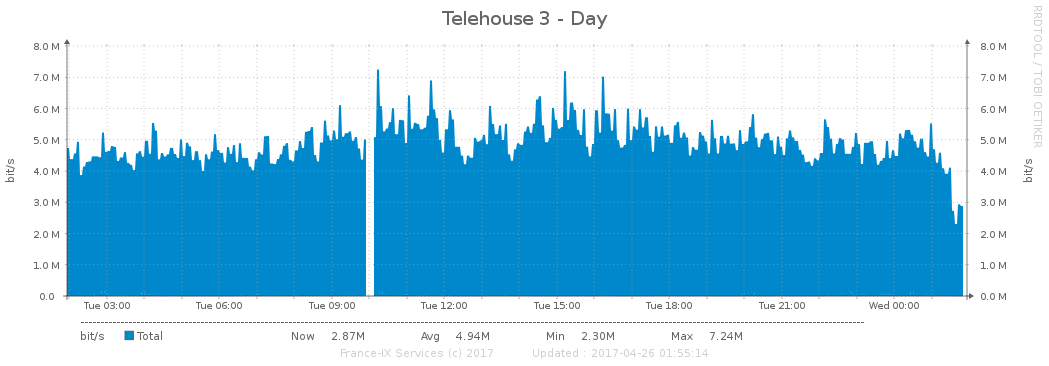 Telehouse 3 - Day
RRDTOOL / TOBI OETIKER
8.0 M 8.0 M
7.0 M 7.0 M
6.0 M 6.0 M
5.0 M 5.0 M
4.0 M 4.0 M
3.0 M 3.0 M
2.0 M 2.0 M
1.0 M 1.0 M
0.0 0.0 M
bit/s bit/s
Tue 03:00 Tue 06:00 Tue 09:00 Tue 12:00 Tue 15:00 Tue 18:00 Tue 21:00 Wed 00:00
bit/s Total Now 2.87M Avg 4.94M Min 2.30M Max 7.24M
France-IX Services (c) 2017 Updated : 2017-04-26 01:55:14